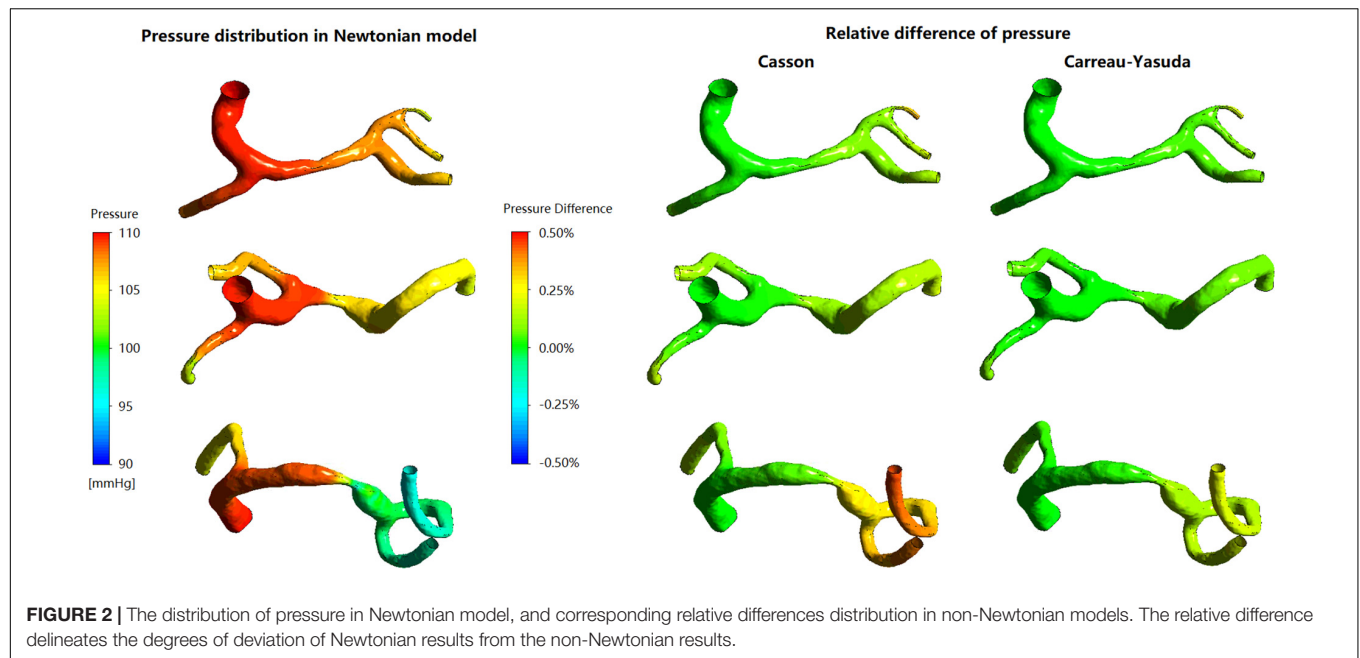 Pressure distribution in Newtonian model
Relative difference of pressure
Casson
Carreau-Yasuda
Pressure
110
105
100
95
90
[mmHg]
Pressure Difference
0.50%
0.25%
0.00%
-0.25%
-0.50%
FIGURE 2 | The distribution of pressure in Newtonian model, and corresponding relative differences distribution in non-Newtonian models. The relative difference
delineates the degrees of deviation of Newtonian results from the non-Newtonian results.